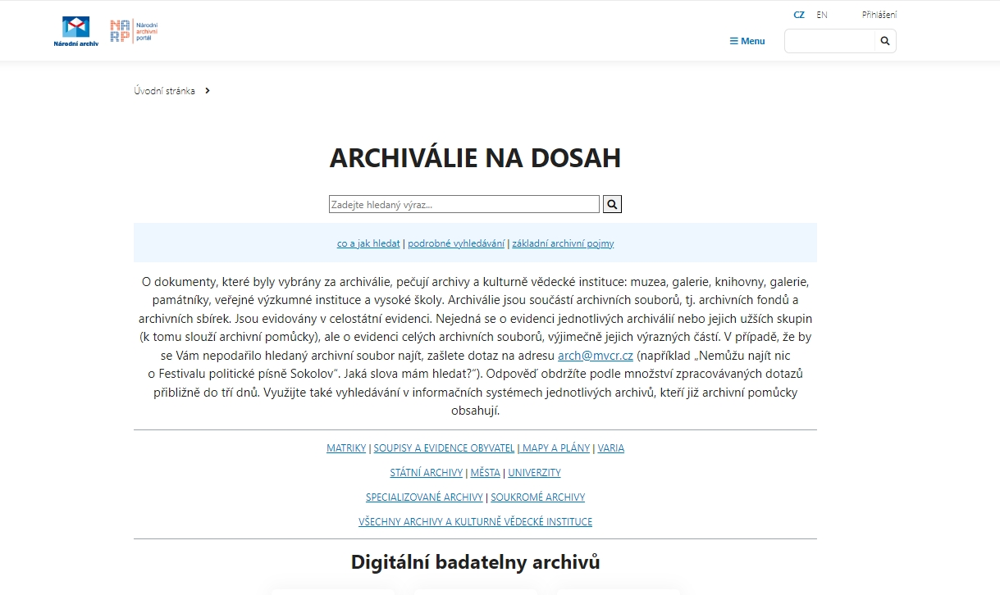 CZ EN Přihlášení
Národní archiv
NA
RP
Národní
archivní
portál
Menu
Úvodní stránka
ARCHIVÁLIE NA DOSAH
Zadejte hledaný výraz...
co a jak hledat | podrobné vyhledávání | základní archivní pojmy
O dokumenty, které byly vybrány za archiválie, pečují archivy a kulturně vědecké instituce: muzea, galerie, knihovny, galerie,
památníky, veřejné výzkumné instituce a vysoké školy. Archiválie jsou součástí archivních souborů, tj. archivních fondů a
archivních sbírek. Jsou evidovány v celostátní evidenci. Nejedná se o evidenci jednotlivých archiválií nebo jejich užších skupin
(k tomu slouží archivní pomůcky), ale o evidenci celých archivních souborů, výjimečně jejich výrazných částí. V případě, že by
se Vám nepodařilo hledaný archivní soubor najít, zašlete dotaz na adresu arch@mvcr.cz (například „Nemůžu najít nic
o Festivalu politické písně Sokolov“. Jaká slova mám hledat?“). Odpověď obdržíte podle množství zpracovávaných dotazů
přibližně do tří dnů. Využijte také vyhledávání v informačních systémech jednotlivých archivů, kteří již archivní pomůcky
obsahují.
MATRIKY | SOUPISY A EVIDENCE OBYVATEL | MAPY A PLÁNY | VARIA
STÁTNÍ ARCHIVY | MĚSTA | UNIVERZITY
SPECIALIZOVANÉ ARCHIVY | SOUKROMÉ ARCHIVY
VŠECHNY ARCHIVY A KULTURNĚ VĚDECKÉ INSTITUCE
Digitální badatelny archivů